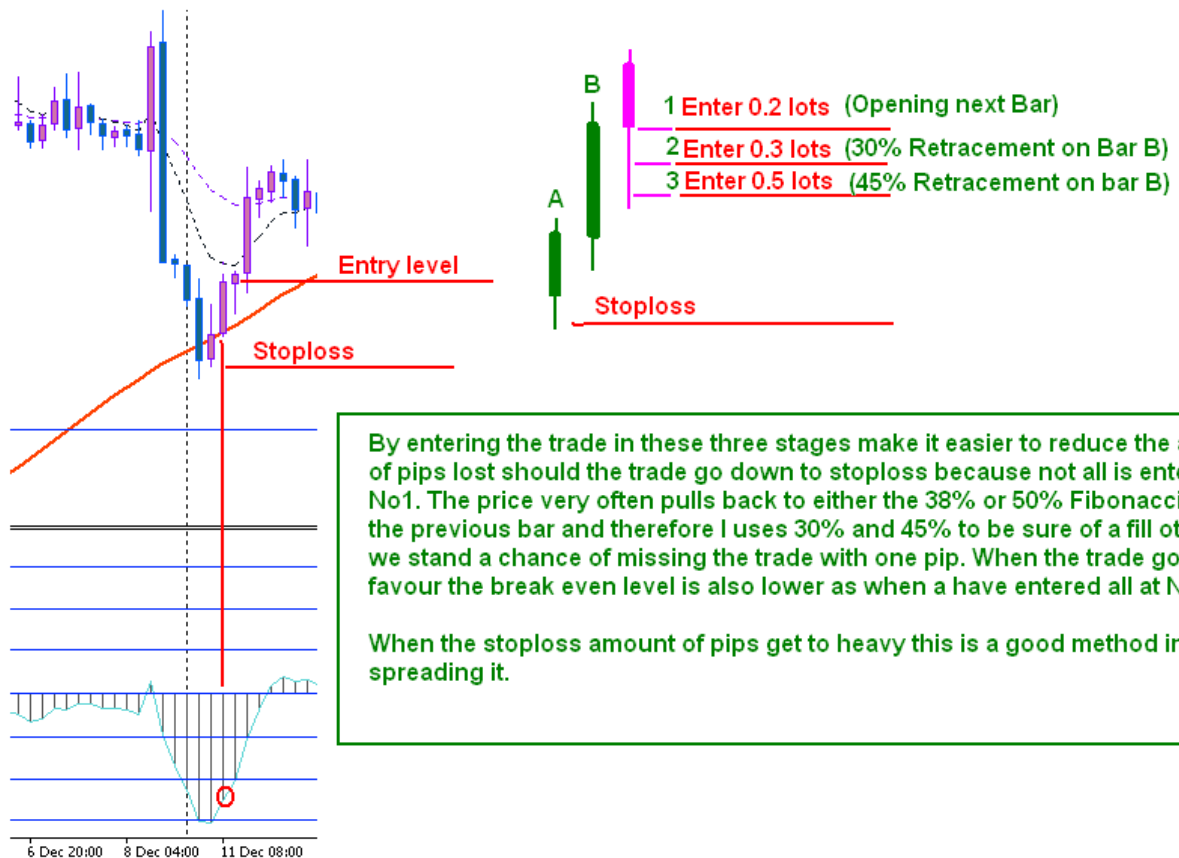 B
1 Enter 0.2 lots (Opening next Bar)
2 Enter 0.3 lots (30% Retracement on Bar B)
3 Enter 0.5 lots (45% Retracement on bar B)
A
Entry level
Stoploss
Stoploss
By entering the trade in these three stages make it easier to reduce the
of pips lost should the trade go down to stoploss because not all is
No1. The price very often pulls back to either the 38% or 50%
the previous bar and therefore I uses 30% and 45% to be sure of a fill
we stand a chance of missing the trade with one pip. When the trade
favour the break even level is also lower as when a have entered all at
When the stoploss amount of pips get to heavy this is a good method
spreading it.
6 Dec 20:00 8 Dec 04:00 11 Dec 08:00